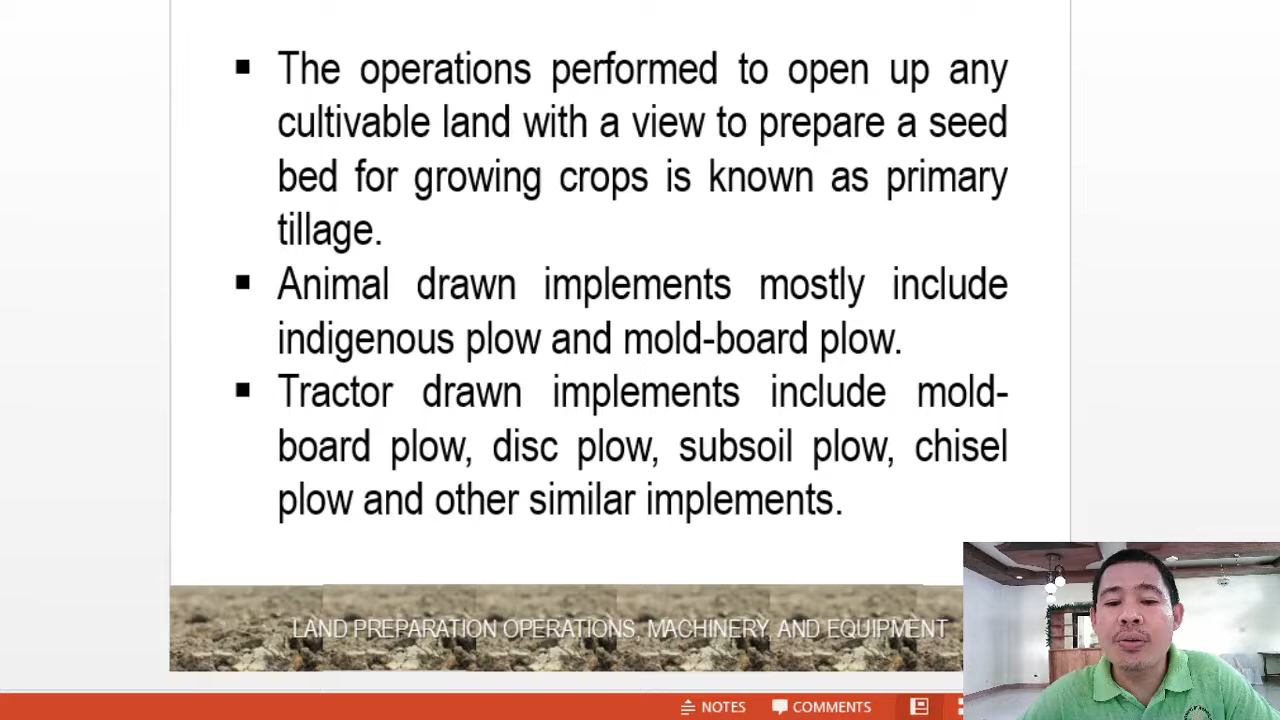 ▪ The operations performed to open up any
cultivable land with a view to prepare a seed
bed for growing crops is known as primary
tillage.
▪ Animal drawn implements mostly include
indigenous plow and mold-board plow.
▪ Tractor drawn implements include mold-
board plow, disc plow, subsoil plow, chisel
plow and other similar implements.
LAND PREPARATION OPERATIONS, MACHINERY, AND EQUIPMENT
NOTES COMMENTS